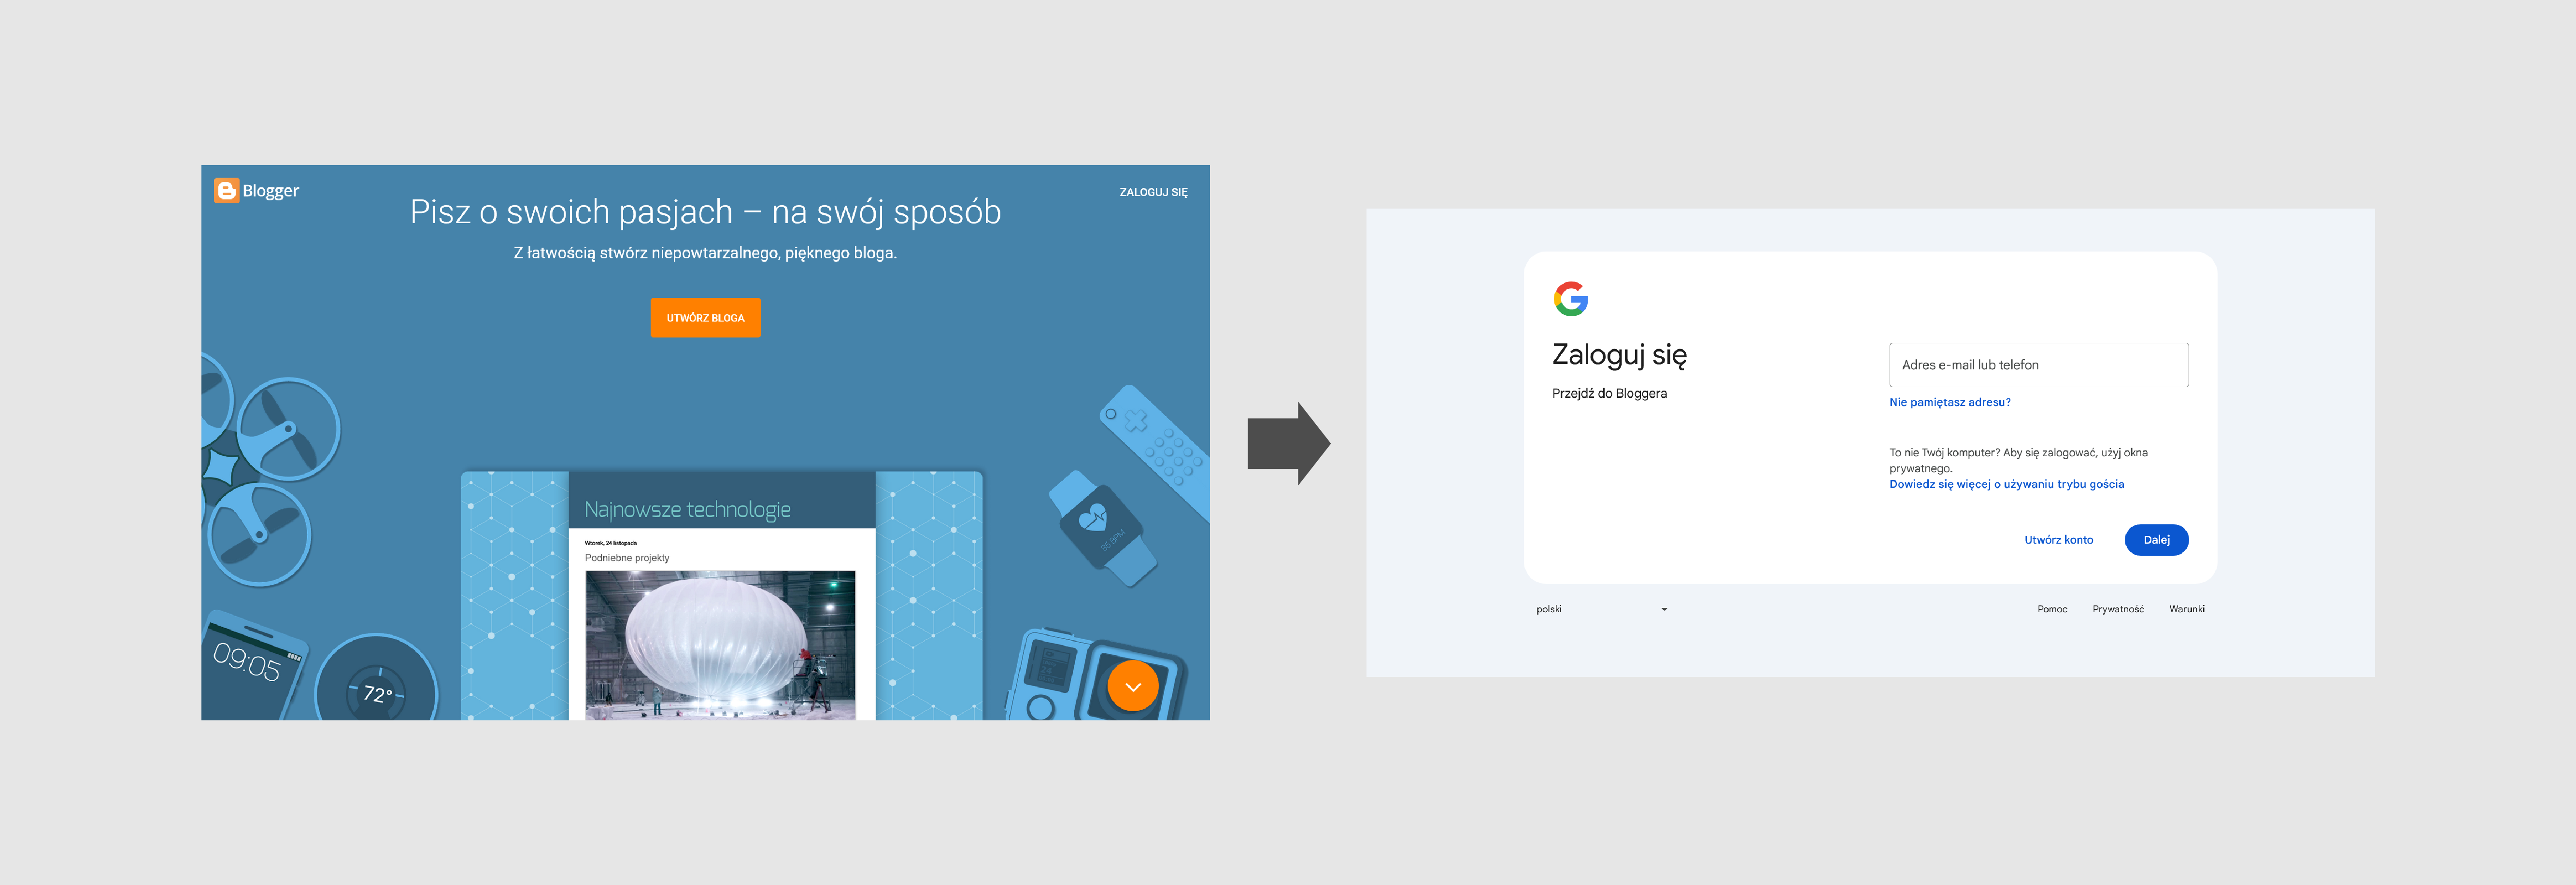 Blogger
ZALOGUJ SIĘ
Pisz o swoich pasjach – na swój sposób
Z łatwością stwórz niepowtarzalnego, pięknego bloga.
UTWÓRZ BLOGA
Najnowsze technologie
Wtorek, 24 listopada
Podniebne projekty
85 BPM
09:05
72°
24
Zaloguj się
Przejdź do Bloggera
Adres e-mail lub telefon
Nie pamiętasz adresu?
To nie Twój komputer? Aby się zalogować, użyj okna
prywatnego.
Dowiedz się więcej o używaniu trybu gościa
Utwórz konto
Dalej
polski
Pomoc
Prywatność
Warunki